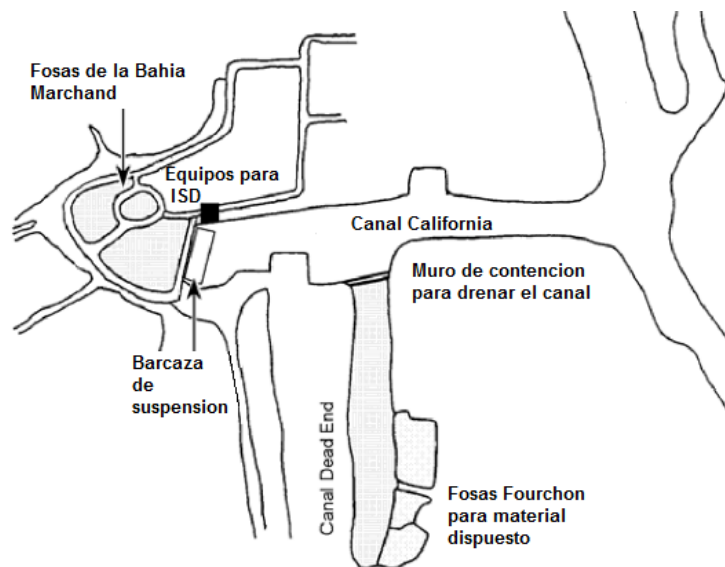 Fosas de la Bahia
Marchand
Equipos para
ISD
Canal California
Muro de contencion
para drenar el canal
Barcaza
de
suspension
Canal Dead End
Fosas Fourchon
para material
dispuesto